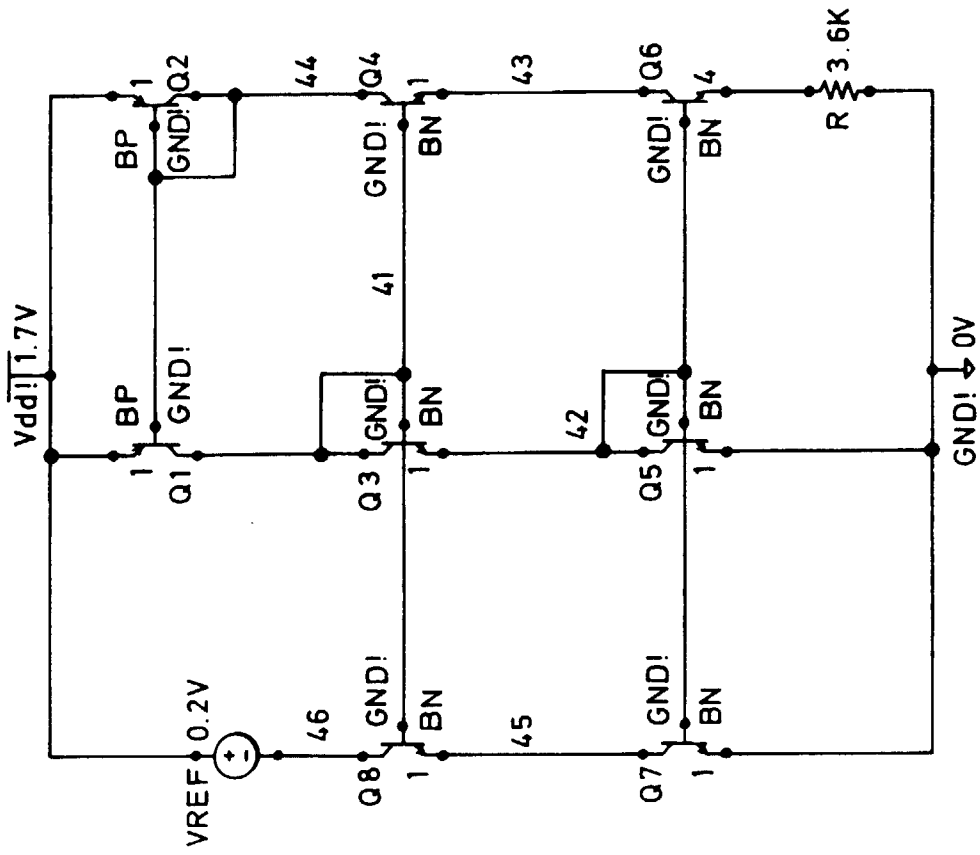 Vdd! 1.7V
VREF 0.2V
46
Q8
1
GND!
BN
45
Q7
1
GND!
BN
BP
1
Q1
GND!
Q3
1
GND!
BN
42
Q5
1
GND!
BN
41
BP
1
Q2
GND!
44
Q4
1
GND!
BN
43
Q6
4
GND!
BN
R 3.6K
GND! 0V